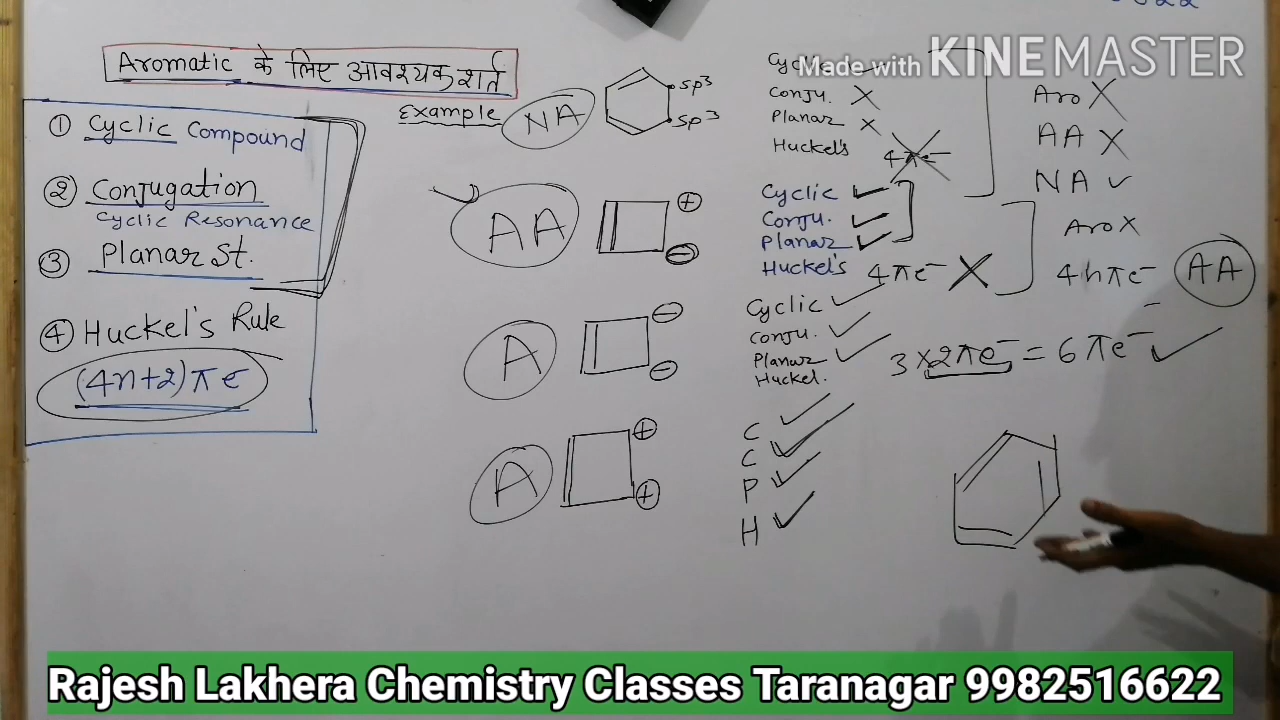 Made with KINEMASTER
Aromatic के लिए आवश्यक शर्त
① Cyclic Compound
② Conjugation
Cyclic Resonance
③ Planar St.
④ Huckel's Rule
(4n+2)πe⁻
Example
NA
sp³
sp³
Conju. ×
Planar ×
Huckel's 4πe⁻
Aro ×
AA ×
NA ✓
AA
+
−
Cyclic ✓
Conju. ✓
Planar ✓
Huckel's 4πe⁻ ×
Aro ×
4nπe⁻ AA
A
−
−
Cyclic ✓
Conju. ✓
Planar ✓
Huckel.
3×2πe⁻ = 6πe⁻ ✓
A
+
+
C ✓
C ✓
P ✓
H ✓
Rajesh Lakhera Chemistry Classes Taranagar 9982516622